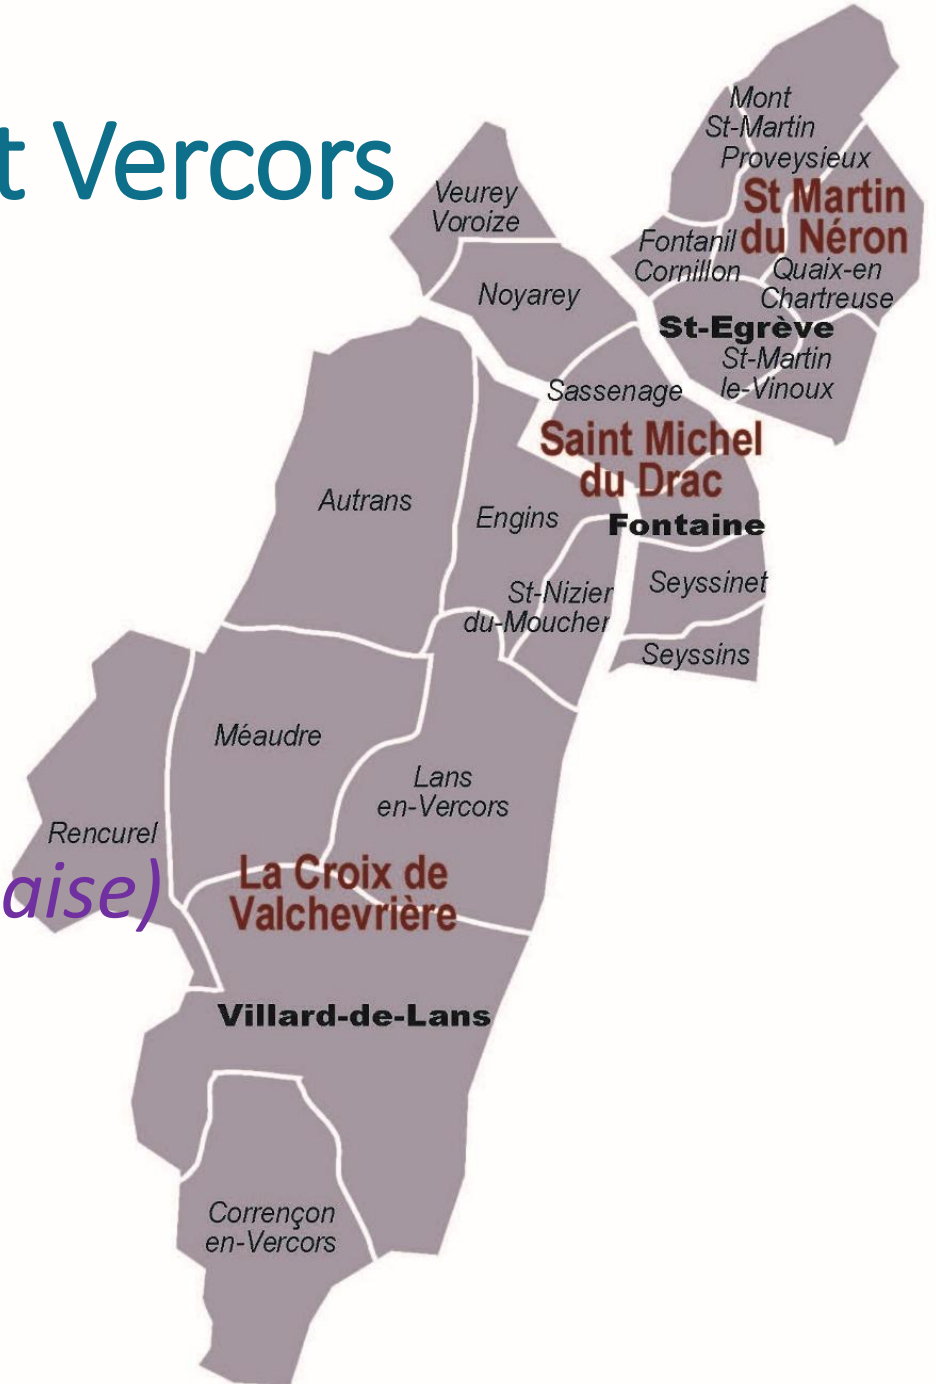 t Vercors
Mont
St-Martin
Proveysieux
St Martin
du Néron
Veurey
Voroize
Fontanil
Cornillon
Quaix-en
Chartreuse
Noyarey
St-Egrève
St-Martin
le-Vinoux
Sassenage
Saint Michel
du Drac
Autrans
Engins
Fontaine
St-Nizier
du-Moucher
Seyssinet
Seyssins
Méaudre
Lans
en-Vercors
Rencurel
aise)
La Croix de
Valchevrière
Villard-de-Lans
Corrençon
en-Vercors